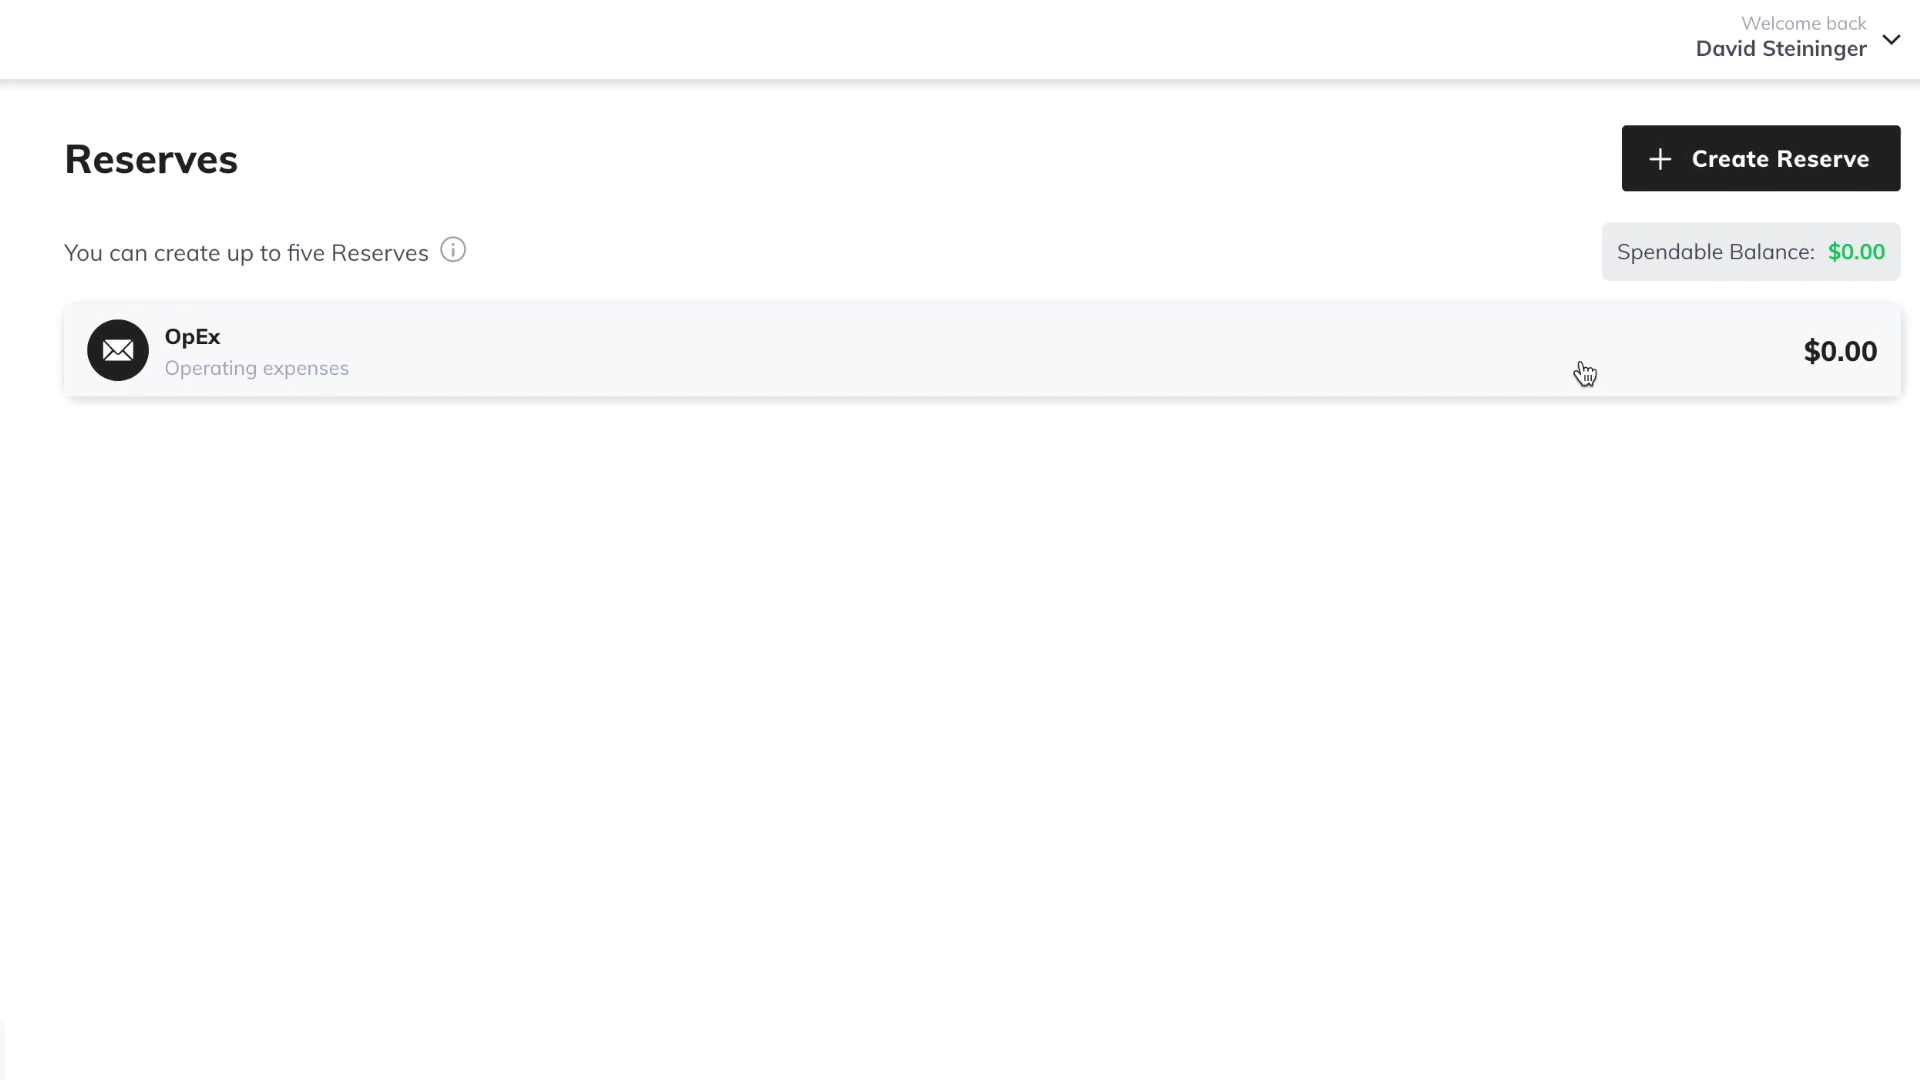 Welcome back
David Steininger
Reserves
Create Reserve
You can create up to five Reserves
Spendable Balance: $0.00
OpEx
Operating expenses
$0.00